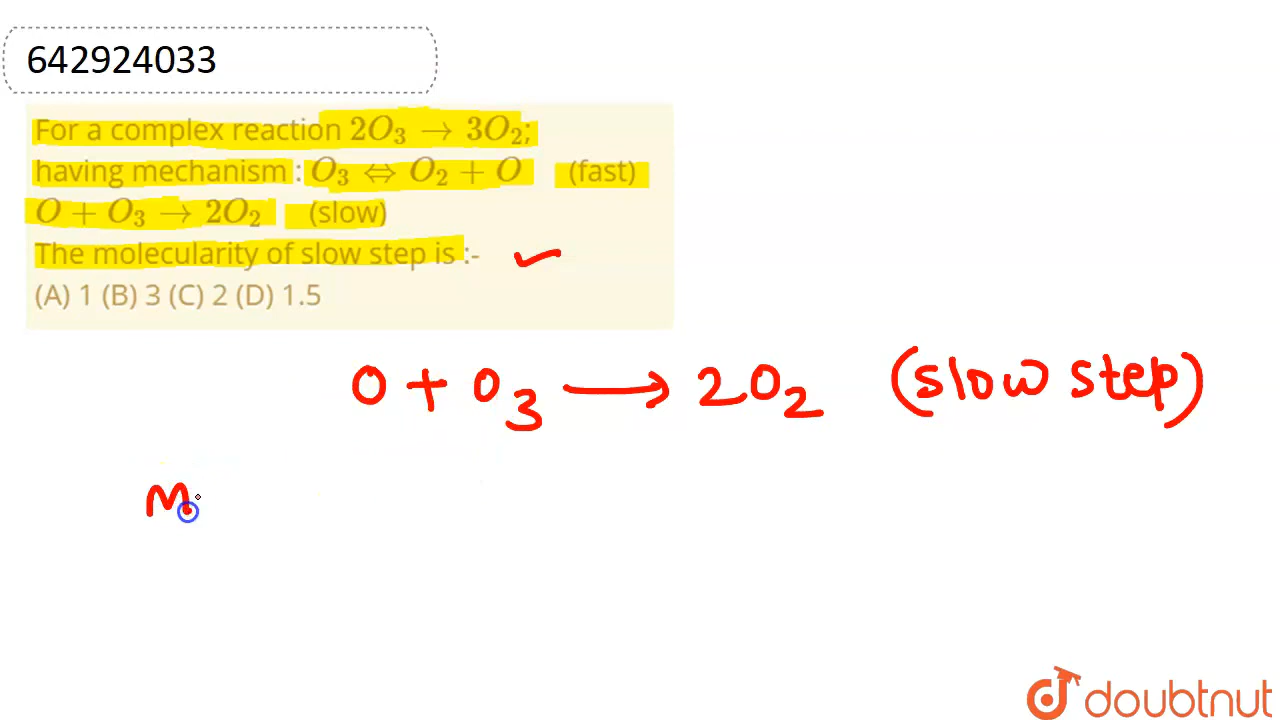 642924033
For a complex reaction 2O₃ → 3O₂;
having mechanism : O₃ ⇔ O₂ + O (fast)
O + O₃ → 2O₂ (slow)
The molecularity of slow step is :-
(A) 1 (B) 3 (C) 2 (D) 1.5
O + O₃ ⟶ 2O₂ (slow step)
M
doubtnut